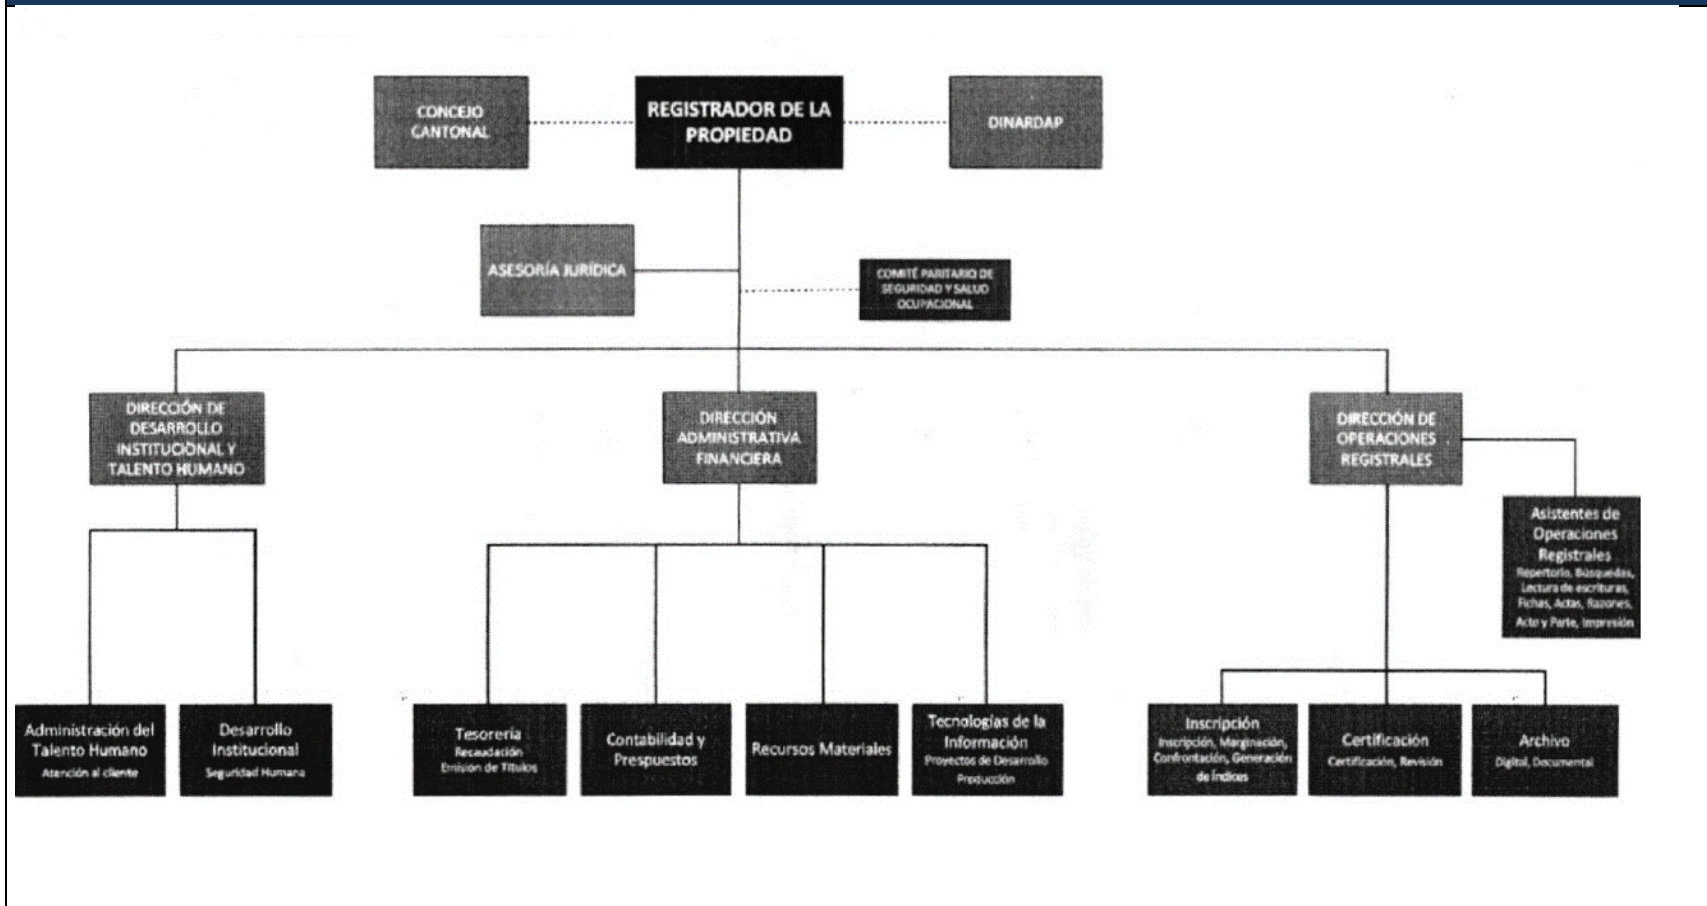 CONCEJO
CANTONAL
REGISTRADOR DE LA
PROPIEDAD
DINARDAP
ASESORÍA JURÍDICA
COMITÉ PARITARIO DE
SEGURIDAD Y SALUD
OCUPACIONAL
DIRECCIÓN DE
DESARROLLO
INSTITUCIONAL Y
TALENTO HUMANO
DIRECCIÓN
ADMINISTRATIVA
FINANCIERA
DIRECCIÓN DE
OPERACIONES
REGISTRALES
Asistentes de
Operaciones
Registrales
Repertorio, Búsquedas,
Lectura de escrituras,
Fichas, Actas, Razones,
Acto y Parte, Impresión
Administración del
Talento Humano
Atención al cliente
Desarrollo
Institucional
Seguridad Humana
Tesorería
Recaudación
Emisión de Títulos
Contabilidad y
Prespuestos
Recursos Materiales
Tecnologías de la
Información
Proyectos de Desarrollo
Producción
Inscripción
Inscripción, Marginación,
Confrontación, Generación
de Índices
Certificación
Certificación, Revisión
Archivo
Digital, Documental